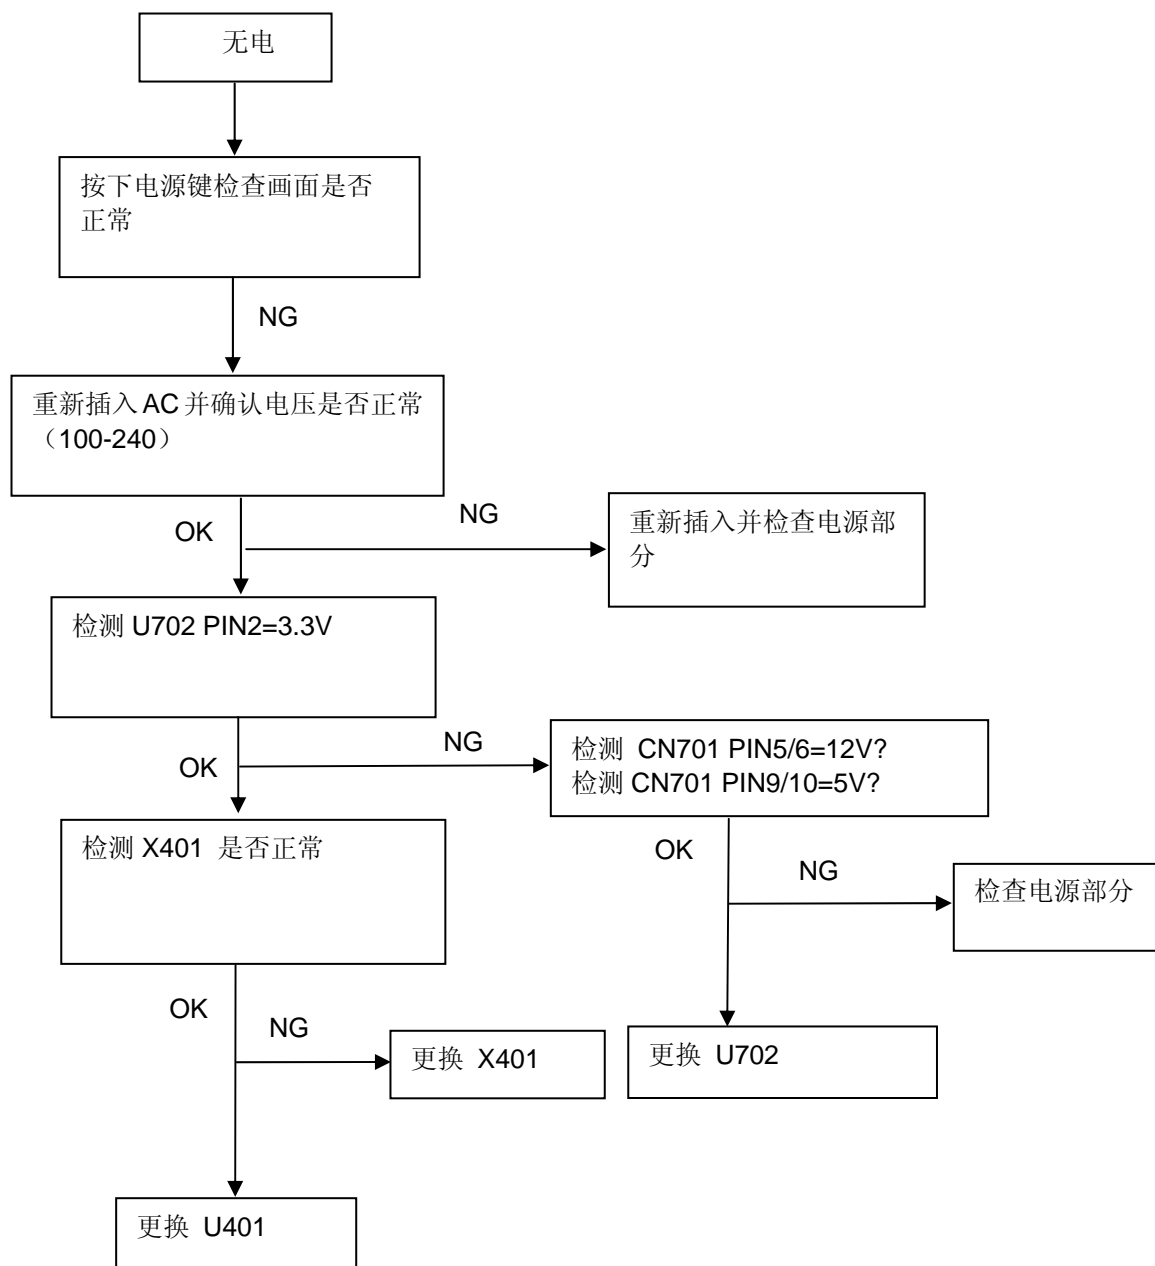 无电
按下电源键检查画面是否
正常
NG
重新插入 AC 并确认电压是否正常
（100-240）
OK
NG
重新插入并检查电源部
分
检测 U702 PIN2=3.3V
OK
NG
检测 CN701 PIN5/6=12V?
检测 CN701 PIN9/10=5V?
检测 X401 是否正常
OK
NG
检查电源部分
OK
NG
更换 X401
更换 U702
更换 U401